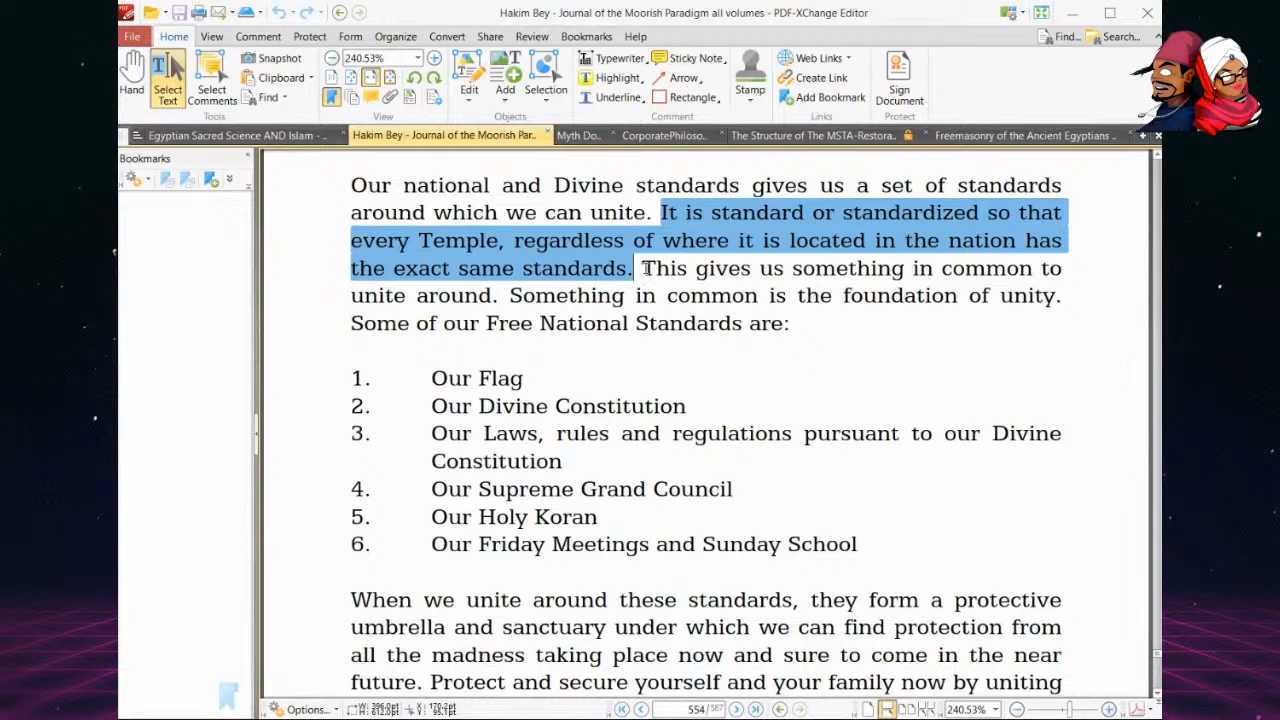 Hakim Bey - Journal of the Moorish Paradigm all volumes - PDF-XChange Editor
File Home View Comment Protect Form Organize Convert Share Review Bookmarks Help Find... Search...
Hand
Select Text
Select Comments
Snapshot
Clipboard
Find
Tools
240.53%
View
Edit
Add
Selection
Objects
Typewriter
Highlight
Underline
Sticky Note
Arrow
Rectangle
Comment
Stamp
Web Links
Create Link
Add Bookmark
Links
Sign Document
Protect
Egyptian Sacred Science AND Islam - ... Hakim Bey - Journal of the Moorish Par... Myth Do... CorporatePhiloso... The Structure of The MSTA-Restora... Freemasonry of the Ancient Egyptians ...
Bookmarks
Our national and Divine standards gives us a set of standards
around which we can unite. It is standard or standardized so that
every Temple, regardless of where it is located in the nation has
the exact same standards. This gives us something in common to
unite around. Something in common is the foundation of unity.
Some of our Free National Standards are:
1. Our Flag
2. Our Divine Constitution
3. Our Laws, rules and regulations pursuant to our Divine
Constitution
4. Our Supreme Grand Council
5. Our Holy Koran
6. Our Friday Meetings and Sunday School
When we unite around these standards, they form a protective
umbrella and sanctuary under which we can find protection from
all the madness taking place now and sure to come in the near
future. Protect and secure yourself and your family now by uniting
Options... 554 / 587 240.53%